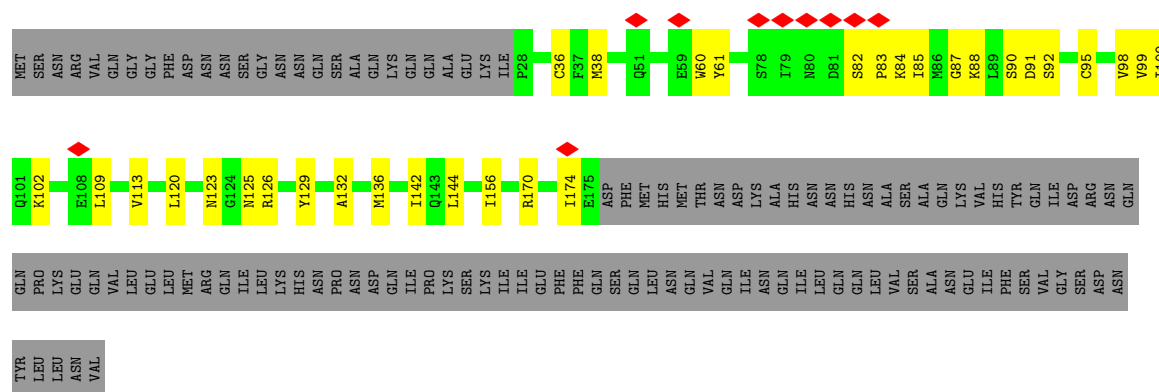 MET SER ASN ARG VAL GLN GLY GLY PHE ASP ASN ASN SER GLY ASN ASN GLN SER ALA GLN LYS GLN GLN ALA GLU LYS ILE P28 C36 F37 M38 Q51 E59 W60 Y61 S78 I79 N80 D81 S82 P83 K84 I85 M86 G87 K88 L89 S90 D91 S92 C95 V98 V99 I100
Q101 K102 E108 L109 V113 L120 N123 G124 N125 R126 Y129 A132 M136 I142 Q143 L144 I156 R170 I174 E175 ASP PHE MET HIS MET THR ASN ASP LYS ALA HIS ASN ASN HIS ASN ALA SER ALA GLN LYS VAL HIS TYR GLN ILE ASP ARG ASN GLN
GLN PRO LYS GLU GLN VAL LEU GLU LEU MET ARG GLN ILE LEU LYS HIS ASN PRO ASN ASP GLN ILE PRO LYS SER LYS ILE ILE GLU PHE PHE GLN SER GLN LEU ASN GLN VAL GLN ILE ASN GLN ILE LEU GLN GLN LEU VAL SER ALA ASN GLU ILE PHE SER VAL GLY SER ASP ASN
TYR LEU LEU ASN VAL